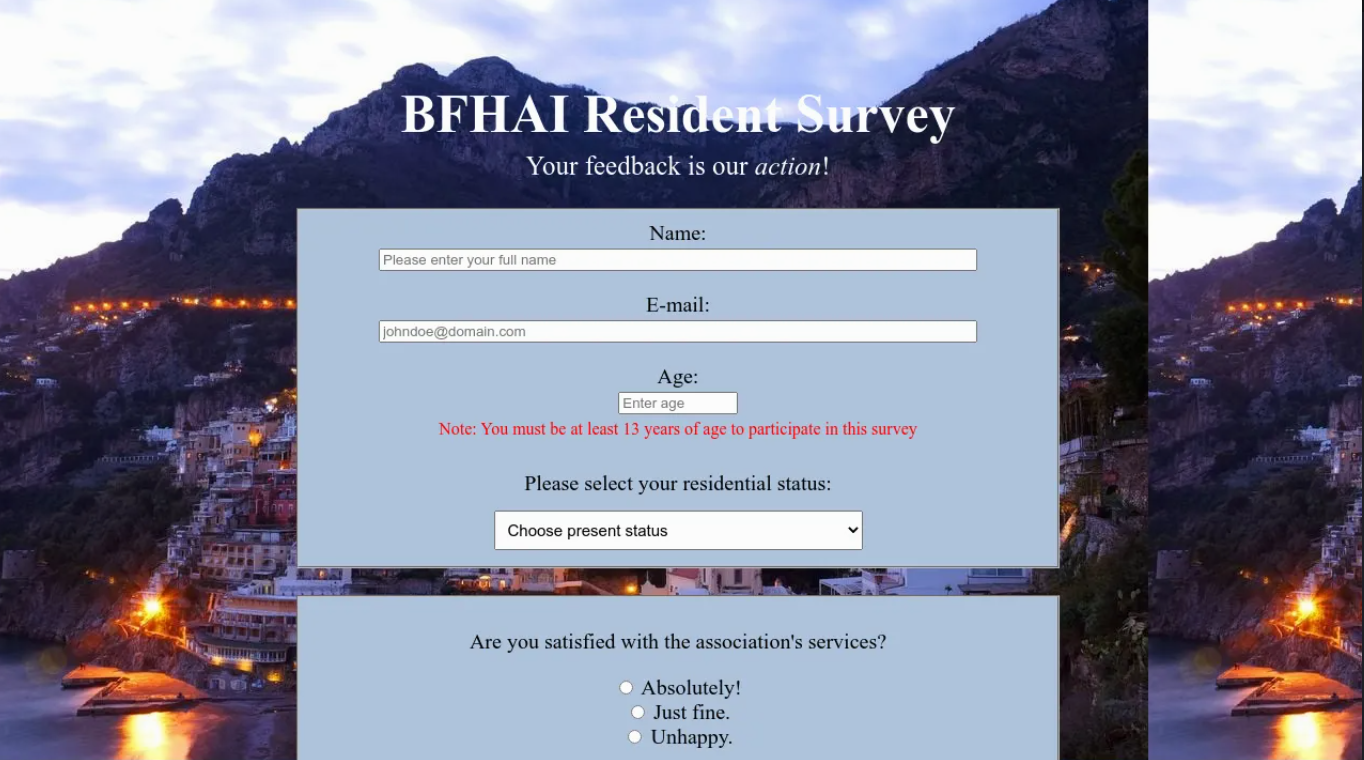 BFHAI Resident Survey
Your feedback is our action!
Name:
Please enter your full name
E-mail:
johndoe@domain.com
Age:
Enter age
Note: You must be at least 13 years of age to participate in this survey
Please select your residential status:
Choose present status
Are you satisfied with the association's services?
Absolutely!
Just fine.
Unhappy.